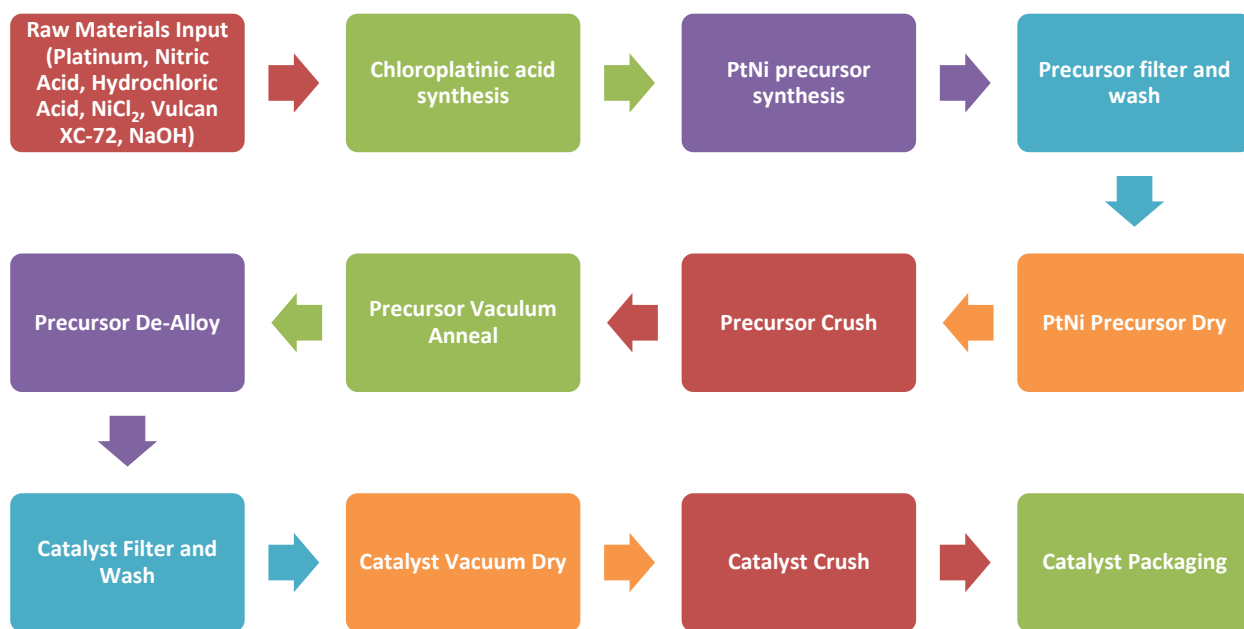 Raw Materials Input
(Platinum, Nitric
Acid, Hydrochloric
Acid, NiCl₂, Vulcan
XC-72, NaOH)
Chloroplatinic acid
synthesis
PtNi precursor
synthesis
Precursor filter and
wash
PtNi Precursor Dry
Precursor Crush
Precursor Vaculum
Anneal
Precursor De-Alloy
Catalyst Filter and
Wash
Catalyst Vacuum Dry
Catalyst Crush
Catalyst Packaging